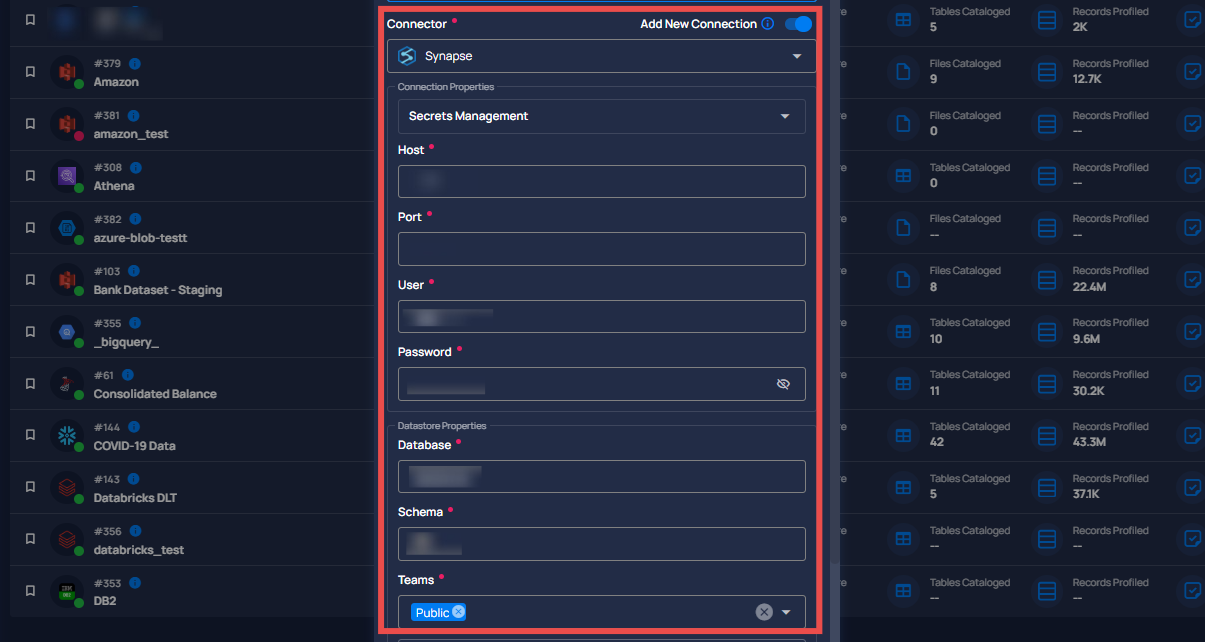 #379
Amazon
#381
amazon_test
#308
Athena
#382
azure-blob-testt
#103
Bank Dataset - Staging
#355
_bigquery_
#61
Consolidated Balance
#144
COVID-19 Data
#143
Databricks DLT
#356
databricks_test
#353
DB2
Connector *
Add New Connection
Synapse
Connection Properties
Secrets Management
Host *
Port *
User *
Password *
Datastore Properties
Database *
Schema *
Teams *
Public
Tables Cataloged
5
Records Profiled
2K
Files Cataloged
9
Records Profiled
12.7K
Files Cataloged
0
Records Profiled
--
Tables Cataloged
0
Records Profiled
--
Files Cataloged
--
Records Profiled
--
Files Cataloged
8
Records Profiled
22.4M
Tables Cataloged
10
Records Profiled
9.6M
Tables Cataloged
11
Records Profiled
30.2K
Tables Cataloged
42
Records Profiled
43.3M
Tables Cataloged
5
Records Profiled
37.1K
Tables Cataloged
--
Records Profiled
--
Tables Cataloged
--
Records Profiled
--